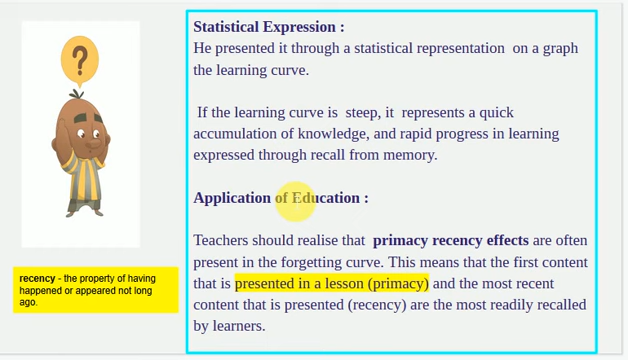 ?
Statistical Expression :
He presented it through a statistical representation on a graph
the learning curve.
If the learning curve is steep, it represents a quick
accumulation of knowledge, and rapid progress in learning
expressed through recall from memory.
Application of Education :
Teachers should realise that primacy recency effects are often
present in the forgetting curve. This means that the first content
that is presented in a lesson (primacy) and the most recent
content that is presented (recency) are the most readily recalled
by learners.
recency - the property of having
happened or appeared not long
ago.